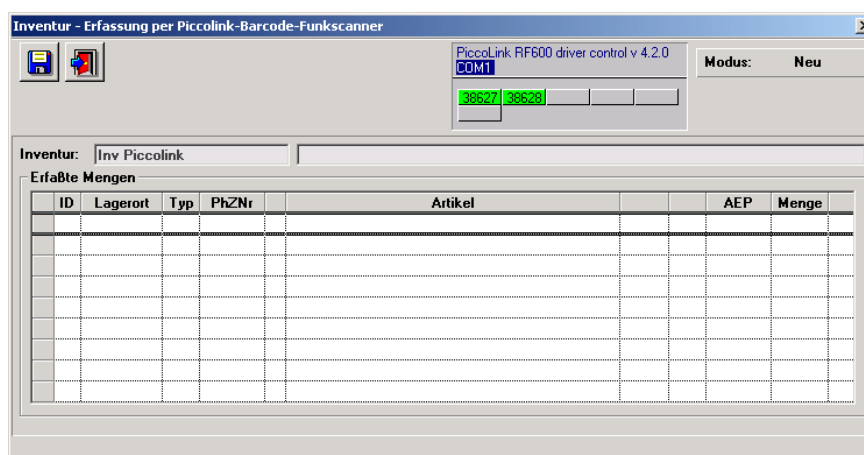 Inventur - Erfassung per Piccolink-Barcode-Funkscanner
PiccoLink RF600 driver control v 4.2.0
COM1
Modus: Neu
38627 38628
Inventur: Inv Piccolink
Erfaßte Mengen
ID Lagerort Typ PhZNr Artikel AEP Menge